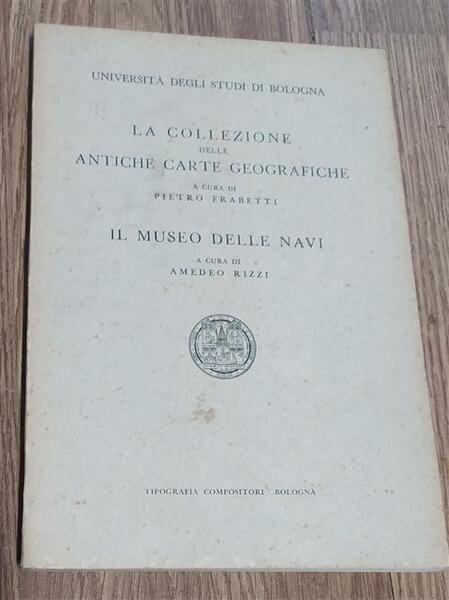 UNIVERSITÀ DEGLI STUDI DI BOLOGNA
LA COLLEZIONE
DELLE
ANTICHE CARTE GEOGRAFICHE
A CURA DI
PIETRO FRABETTI
IL MUSEO DELLE NAVI
A CURA DI
AMEDEO RIZZI
TIPOGRAFIA COMPOSITORI - BOLOGNA